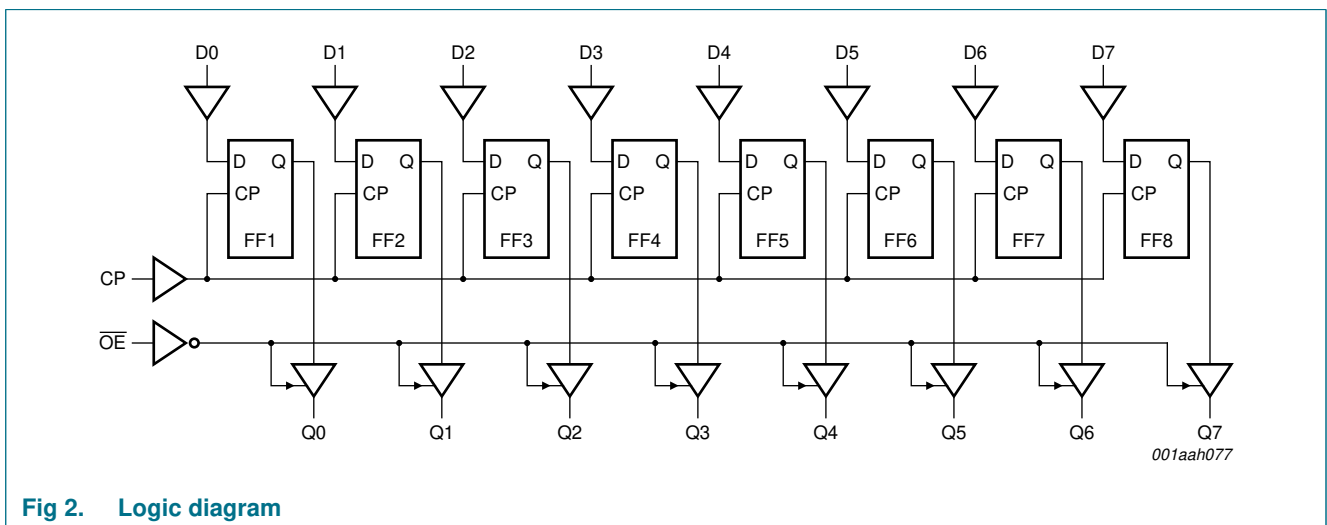 D0 D1 D2 D3 D4 D5 D6 D7
D Q D Q D Q D Q D Q D Q D Q D Q
CP CP CP CP CP CP CP CP
FF1 FF2 FF3 FF4 FF5 FF6 FF7 FF8
CP
O̅E̅
Q0 Q1 Q2 Q3 Q4 Q5 Q6 Q7
001aah077
Fig 2. Logic diagram